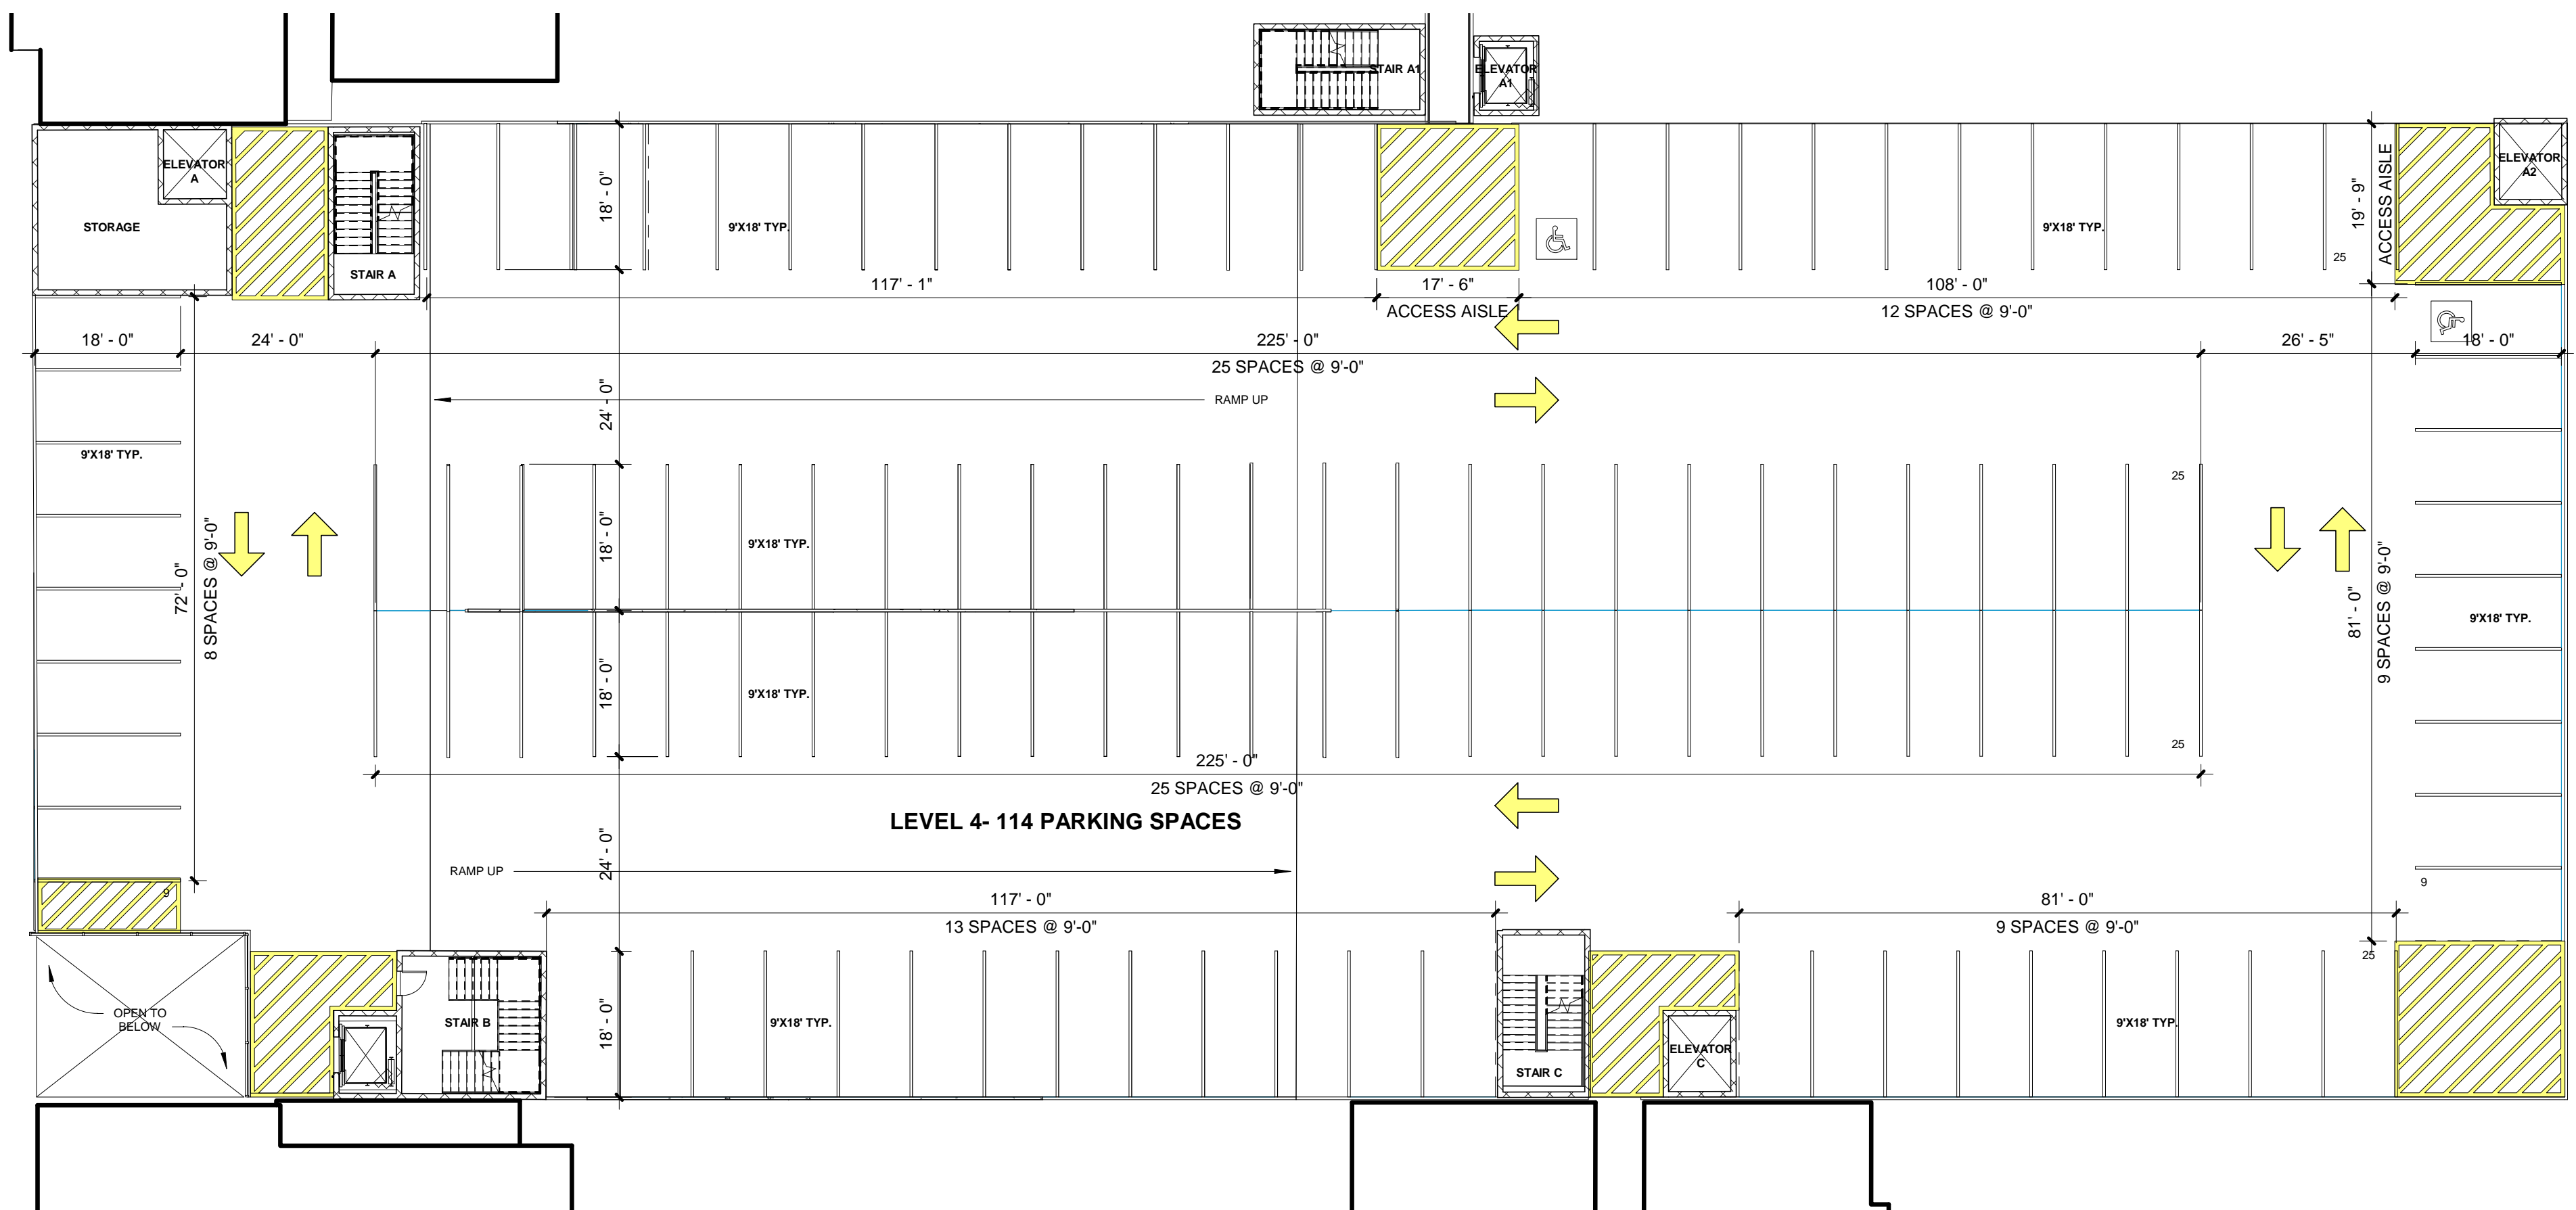 STAIR A1
ELEVATOR
A1
ELEVATOR
A
STORAGE
STAIR A
18' - 0"
9'X18' TYP.
9'X18' TYP.
25
19' - 9"
ACCESS AISLE
ELEVATOR
A2
117' - 1"
17' - 6"
ACCESS AISLE
108' - 0"
12 SPACES @ 9'-0"
18' - 0"
24' - 0"
225' - 0"
25 SPACES @ 9'-0"
26' - 5"
18' - 0"
24' - 0"
RAMP UP
9'X18' TYP.
25
72' - 0"
8 SPACES @ 9'-0"
18' - 0"
9'X18' TYP.
81' - 0"
9 SPACES @ 9'-0"
9'X18' TYP.
18' - 0"
9'X18' TYP.
25
225' - 0"
25 SPACES @ 9'-0"
LEVEL 4- 114 PARKING SPACES
24' - 0"
RAMP UP
9
9
117' - 0"
13 SPACES @ 9'-0"
81' - 0"
9 SPACES @ 9'-0"
25
OPEN TO
BELOW
STAIR B
18' - 0"
9'X18' TYP.
STAIR C
ELEVATOR
C
9'X18' TYP.